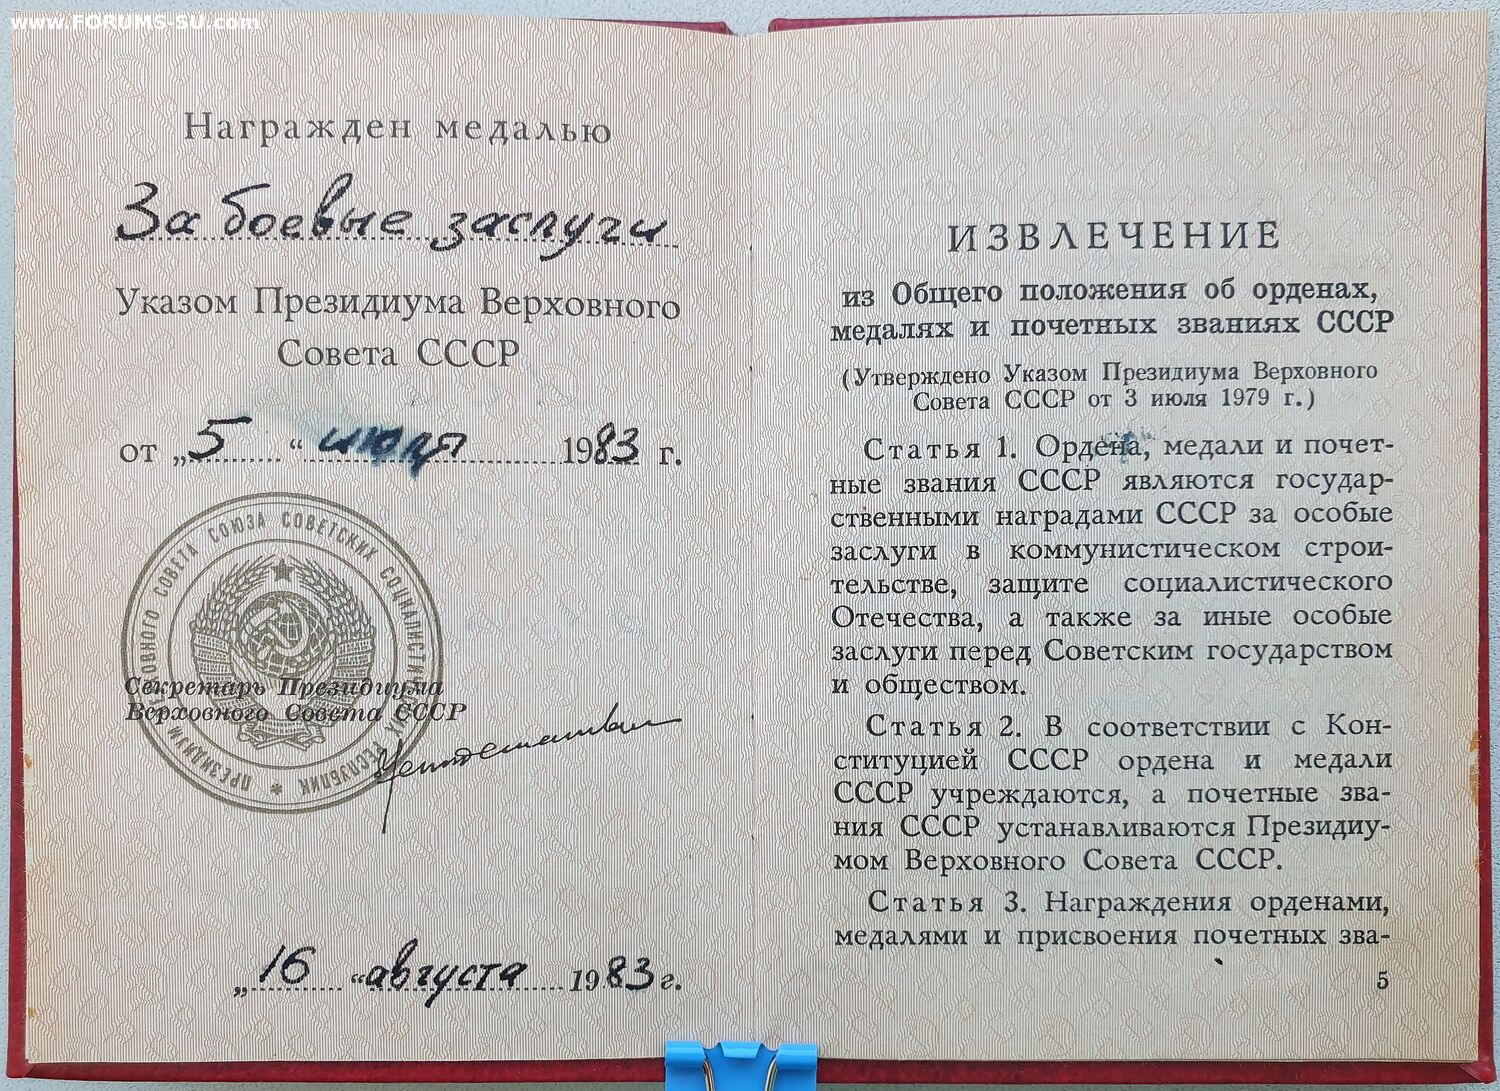 www.FORUMS-SU.com
Награжден медалью
За боевые заслуги
Указом Президиума Верховного
Совета СССР
от „5“ июля 1983 г.
ПРЕЗИДИУМ ВЕРХОВНОГО СОВЕТА СОЮЗА СОВЕТСКИХ СОЦИАЛИСТИЧЕСКИХ РЕСПУБЛИК
Секретарь Президиума
Верховного Совета СССР
„16“ августа 1983 г.
ИЗВЛЕЧЕНИЕ
из Общего положения об орденах,
медалях и почетных званиях СССР
(Утверждено Указом Президиума Верховного
Совета СССР от 3 июля 1979 г.)
Статья 1. Ордена, медали и почет-
ные звания СССР являются государ-
ственными наградами СССР за особые
заслуги в коммунистическом строи-
тельстве, защите социалистического
Отечества, а также за иные особые
заслуги перед Советским государством
и обществом.
Статья 2. В соответствии с Кон-
ституцией СССР ордена и медали
СССР учреждаются, а почетные зва-
ния СССР устанавливаются Президиу-
мом Верховного Совета СССР.
Статья 3. Награждения орденами,
медалями и присвоения почетных зва-
5